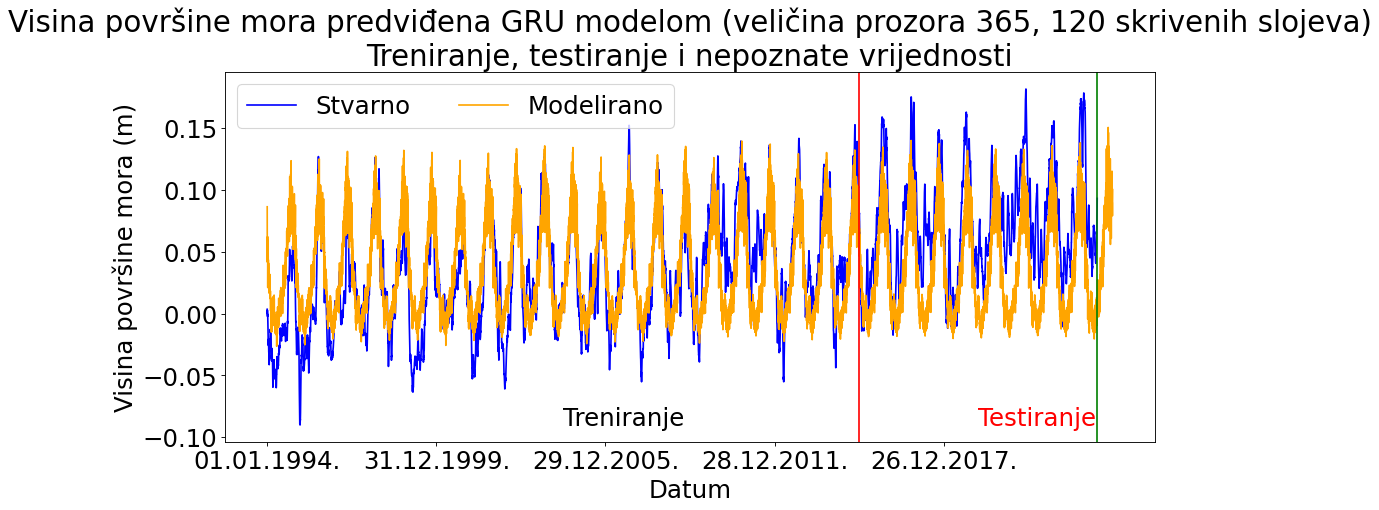 Visina površine mora predviđena GRU modelom (veličina prozora 365, 120 skrivenih slojeva)
Treniranje, testiranje i nepoznate vrijednosti
Stvarno
Modelirano
Visina površine mora (m)
0.15
0.10
0.05
0.00
−0.05
−0.10
Treniranje
Testiranje
01.01.1994.
31.12.1999.
29.12.2005.
28.12.2011.
26.12.2017.
Datum